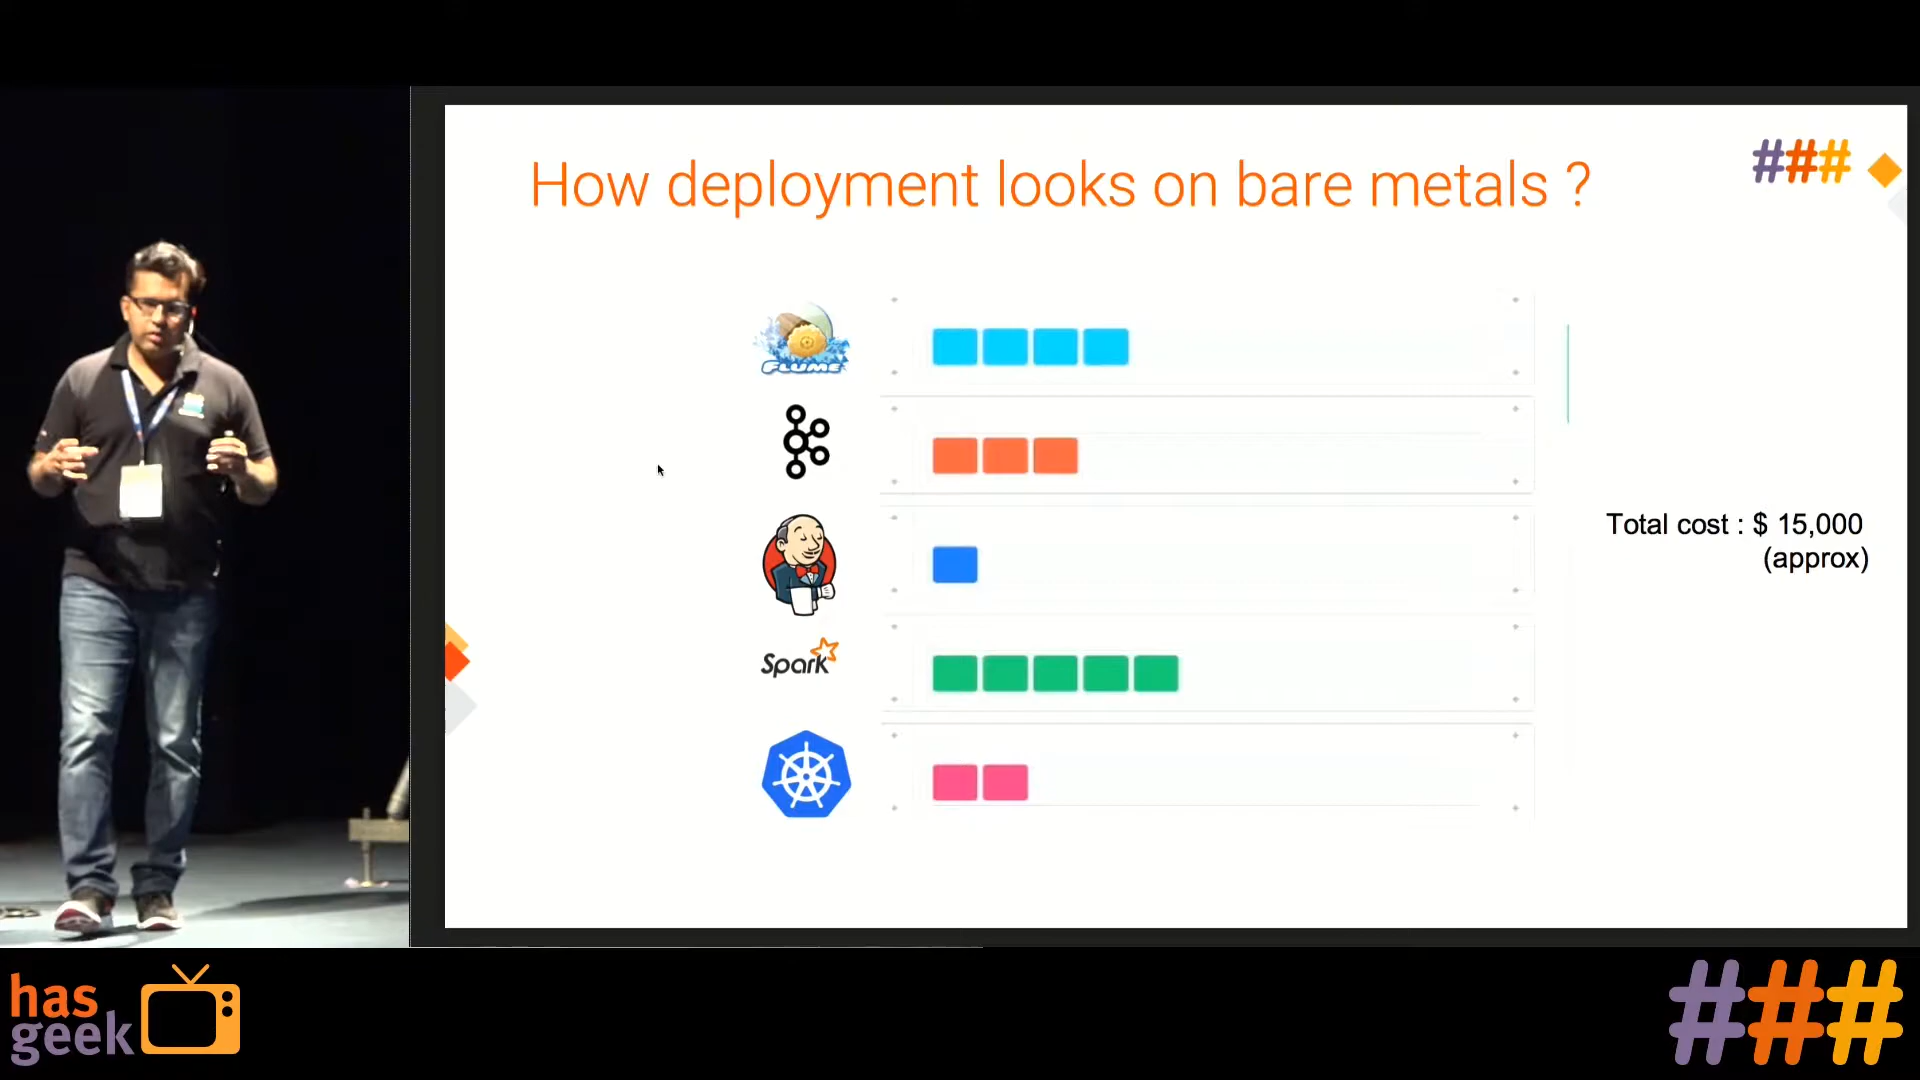 How deployment looks on bare metals ?
###
FLUME
Total cost : $ 15,000
(approx)
Spark
has
geek
###